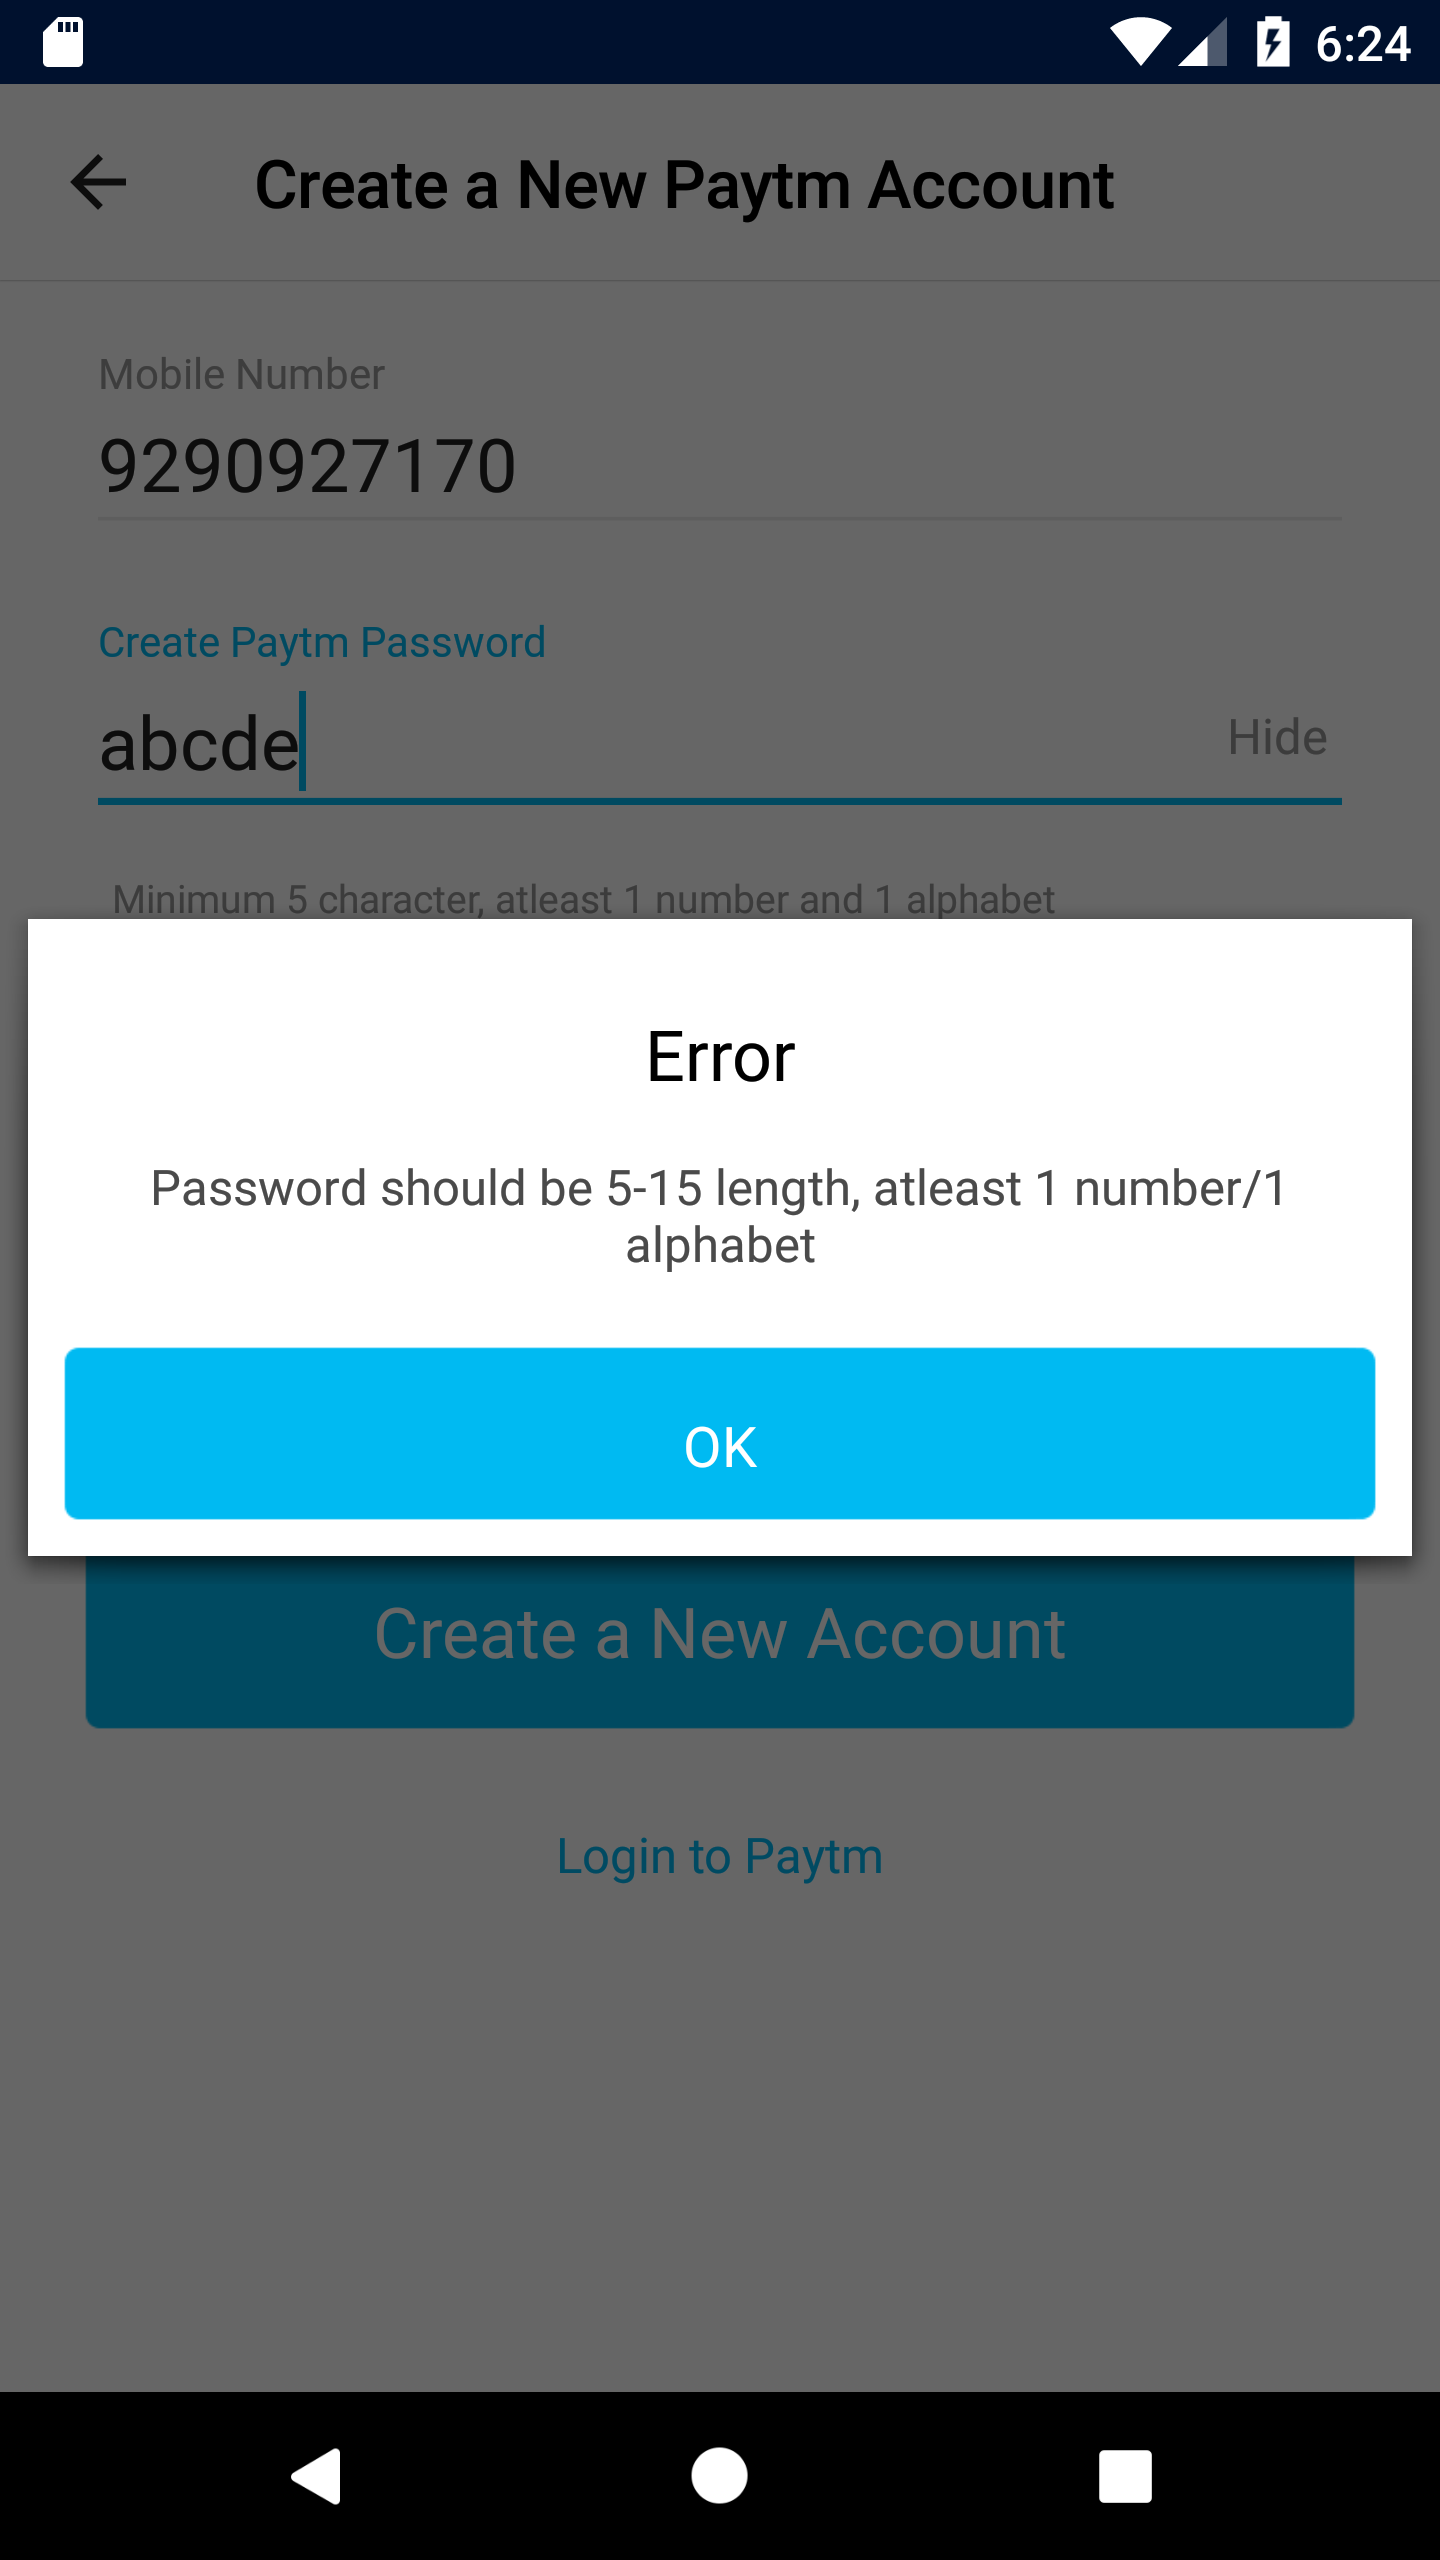 6:24
Create a New Paytm Account
Mobile Number
9290927170
Create Paytm Password
abcde
Hide
Minimum 5 character, atleast 1 number and 1 alphabet
Error
Password should be 5-15 length, atleast 1 number/1
alphabet
OK
Create a New Account
Login to Paytm